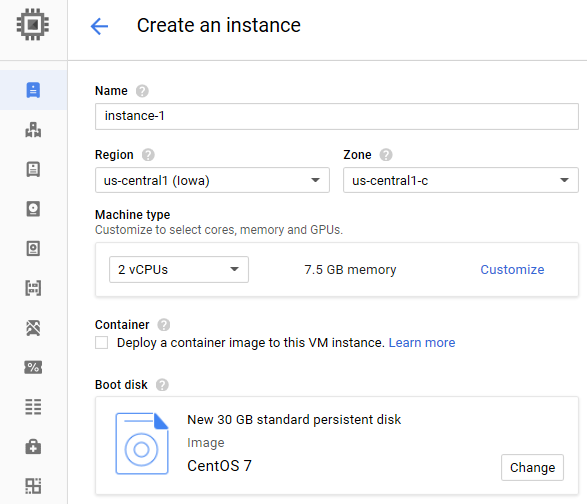 Create an instance
Name ?
instance-1
Region ? Zone ?
us-central1 (Iowa) us-central1-c
Machine type
Customize to select cores, memory and GPUs.
2 vCPUs 7.5 GB memory Customize
Container ?
Deploy a container image to this VM instance. Learn more
Boot disk ?
New 30 GB standard persistent disk
Image
CentOS 7
Change
%